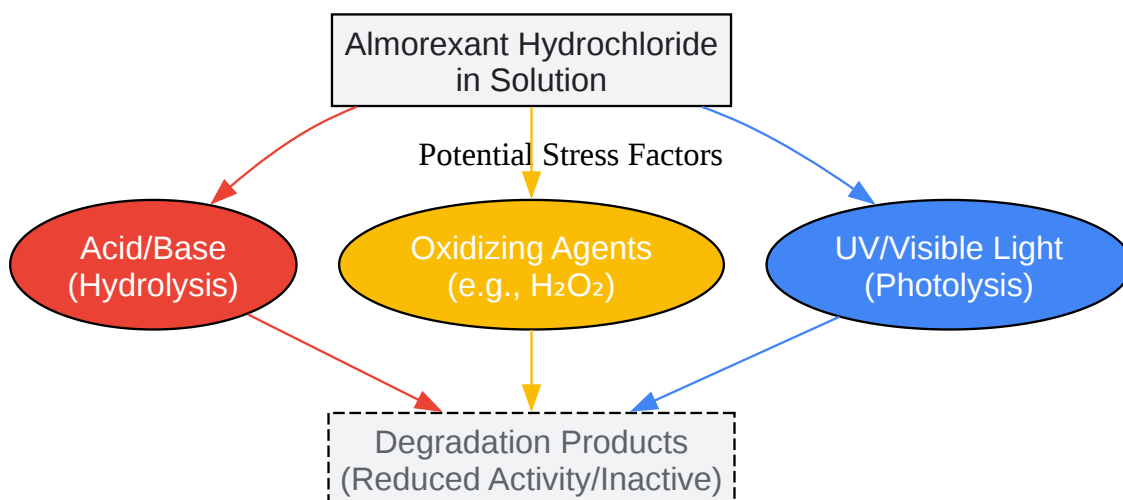 Almorexant Hydrochloride
in Solution
Potential Stress Factors
Acid/Base
(Hydrolysis)
Oxidizing Agents
(e.g., H₂O₂)
UV/Visible Light
(Photolysis)
Degradation Products
(Reduced Activity/Inactive)